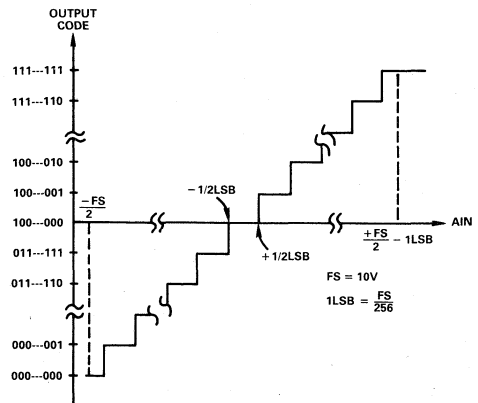 OUTPUT
CODE
111---111
111---110
100---010
100---001
100---000
011---111
011---110
000---001
000---000
-FS
2
-1/2LSB
+1/2LSB
AIN
+FS
2
- 1LSB
FS = 10V
1LSB = FS
256